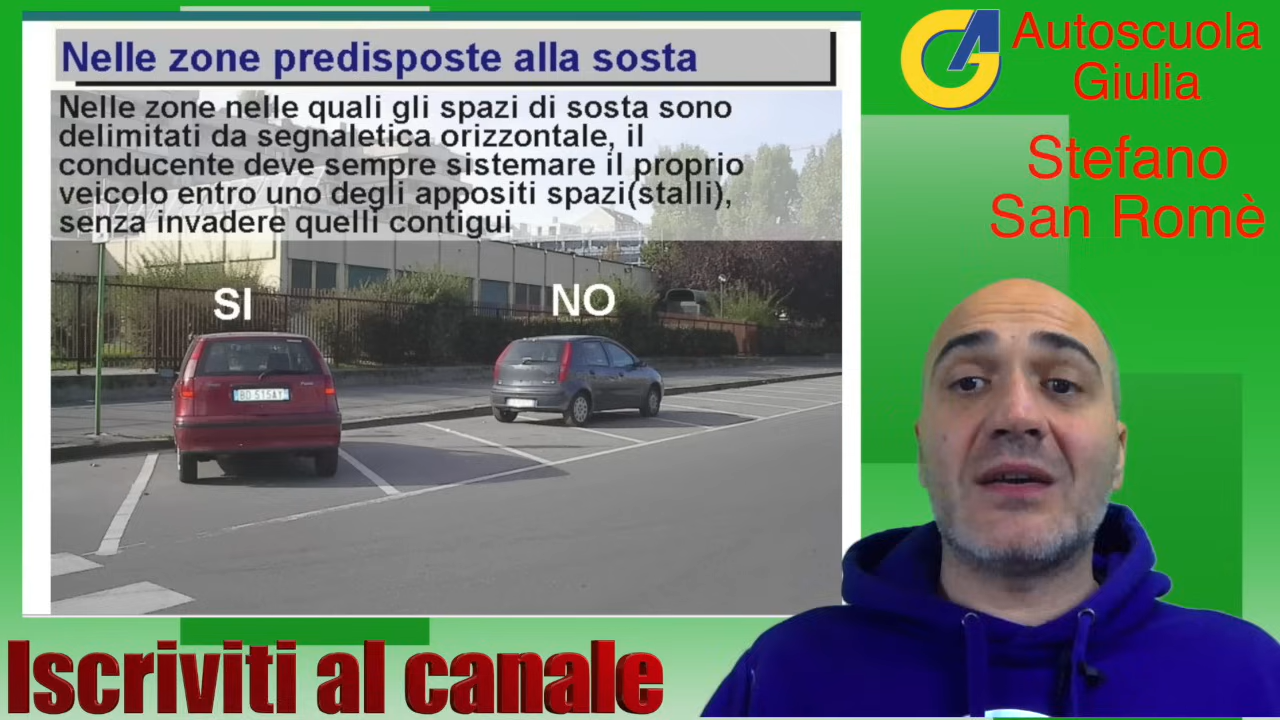 Nelle zone predisposte alla sosta
Nelle zone nelle quali gli spazi di sosta sono
delimitati da segnaletica orizzontale, il
conducente deve sempre sistemare il proprio
veicolo entro uno degli appositi spazi(stalli),
senza invadere quelli contigui
SI
NO
BD 515AY
Autoscuola
Giulia
Stefano
San Romè
Iscriviti al canale